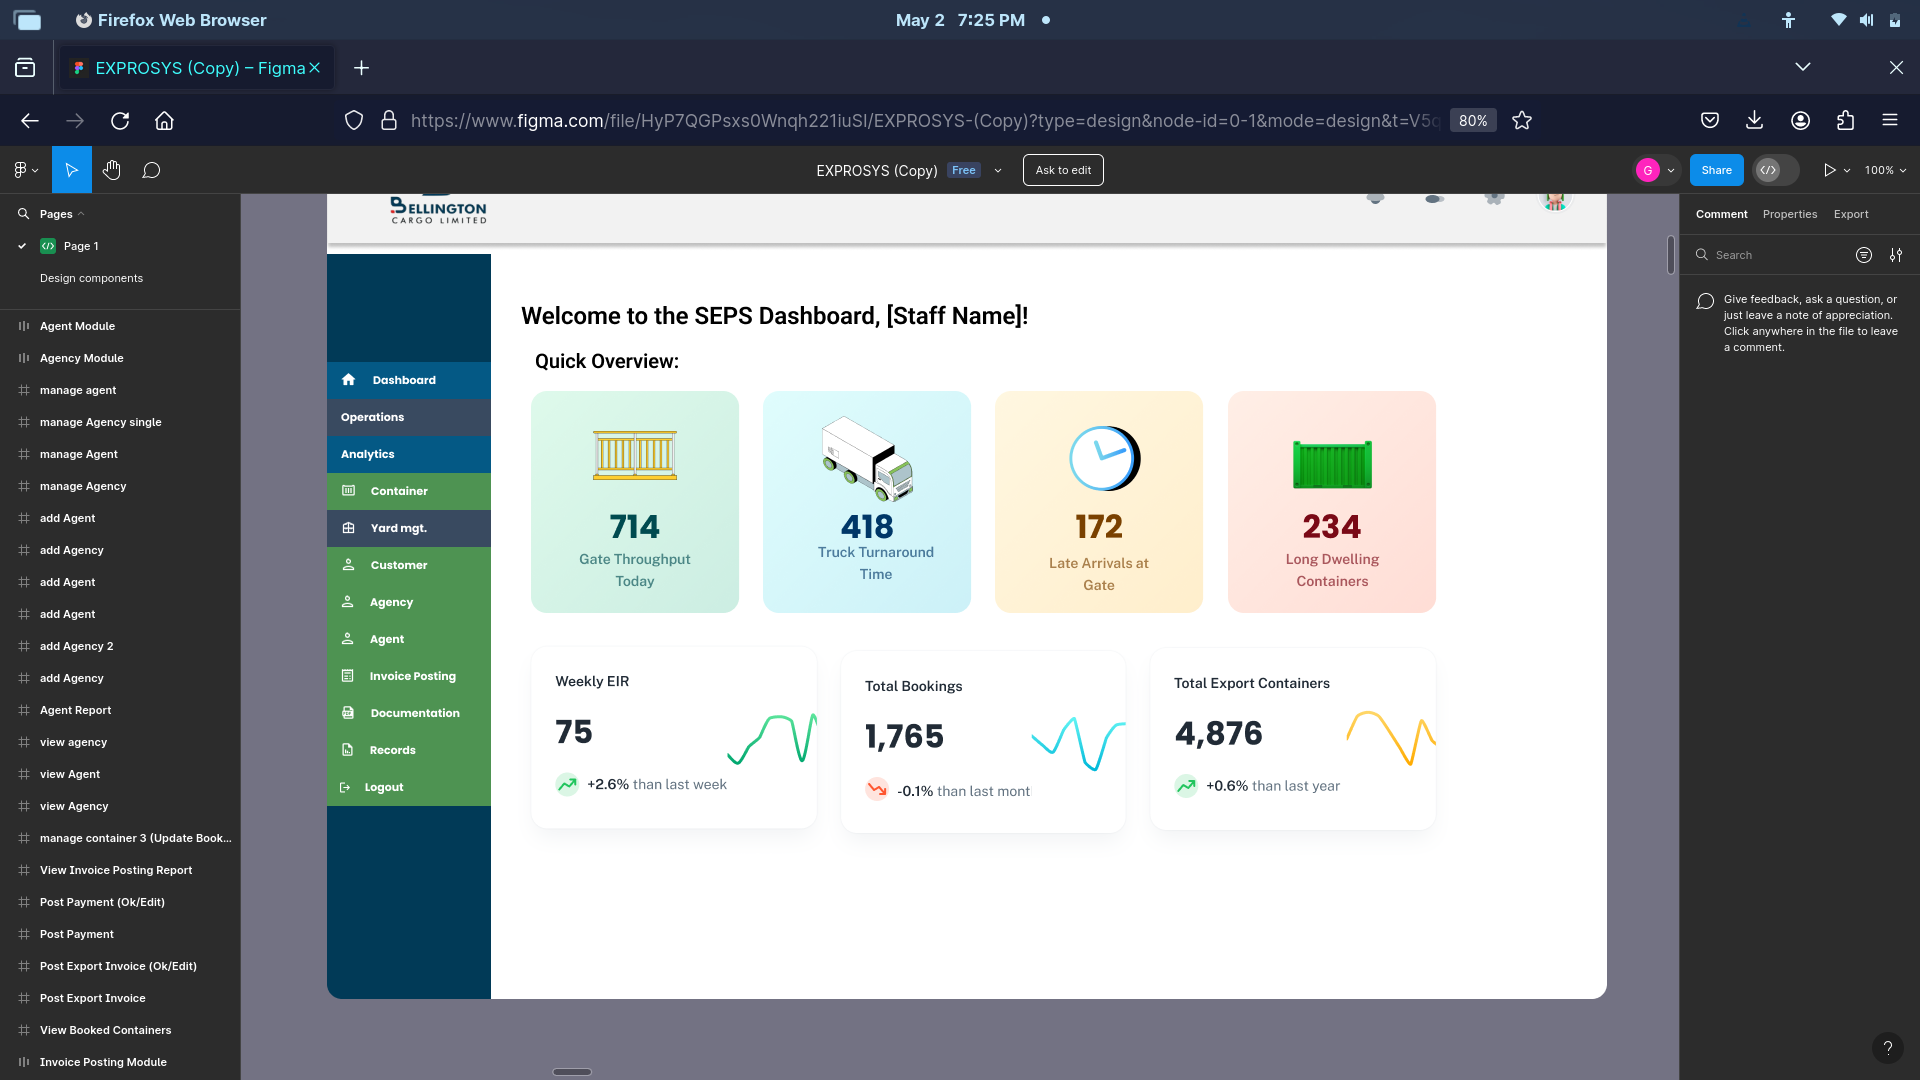 Firefox Web Browser
May 2 7:25 PM
EXPROSYS (Copy) – Figma
https://www.figma.com/file/HyP7QGPsxs0Wnqh221iuSI/EXPROSYS-(Copy)?type=design&node-id=0-1&mode=design&t=V5q
80%
EXPROSYS (Copy)
Free
Ask to edit
G
Share
100%
Pages
Page 1
Design components
Agent Module
Agency Module
manage agent
manage Agency single
manage Agent
manage Agency
add Agent
add Agency
add Agent
add Agent
add Agency 2
add Agency
Agent Report
view agency
view Agent
view Agency
manage container 3 (Update Book...
View Invoice Posting Report
Post Payment (Ok/Edit)
Post Payment
Post Export Invoice (Ok/Edit)
Post Export Invoice
View Booked Containers
Invoice Posting Module
BELLINGTON
CARGO LIMITED
Dashboard
Operations
Analytics
Container
Yard mgt.
Customer
Agency
Agent
Invoice Posting
Documentation
Records
Logout
Welcome to the SEPS Dashboard, [Staff Name]!
Quick Overview:
714
Gate Throughput
Today
418
Truck Turnaround
Time
172
Late Arrivals at
Gate
234
Long Dwelling
Containers
Weekly EIR
75
+2.6% than last week
Total Bookings
1,765
-0.1% than last mont
Total Export Containers
4,876
+0.6% than last year
Comment
Properties
Export
Search
Give feedback, ask a question, or
just leave a note of appreciation.
Click anywhere in the file to leave
a comment.
?